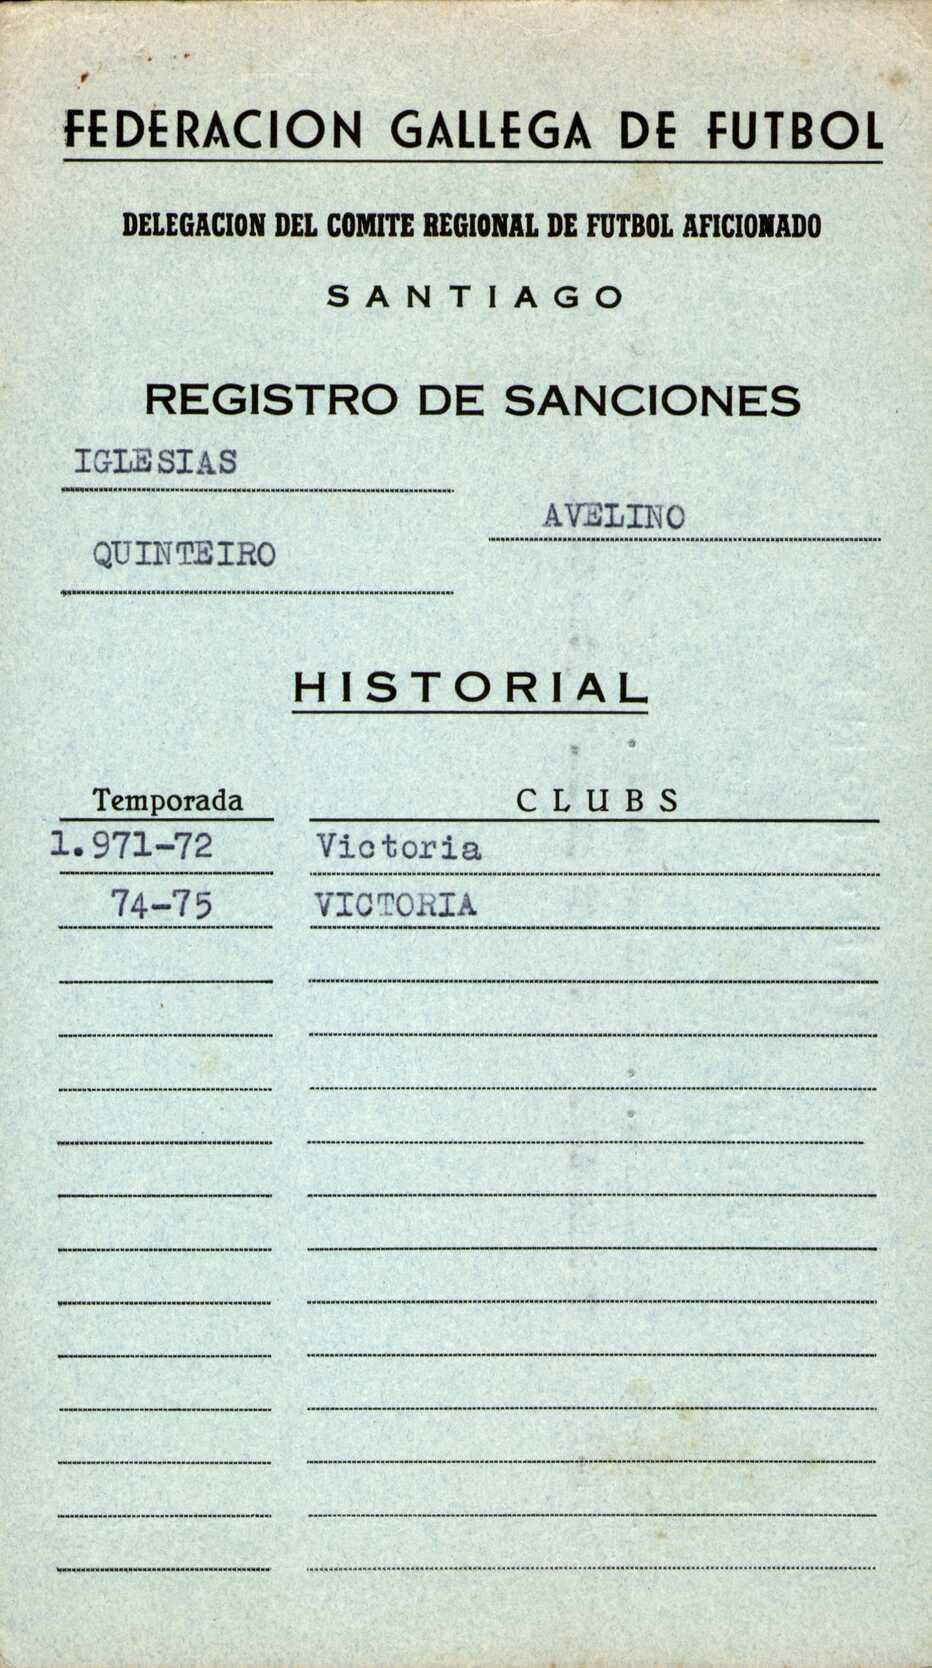 FEDERACION GALLEGA DE FUTBOL
DELEGACION DEL COMITE REGIONAL DE FUTBOL AFICIONADO
SANTIAGO
REGISTRO DE SANCIONES
IGLESIAS
AVELINO
QUINTEIRO
HISTORIAL
Temporada CLUBS
1.971-72 Victoria
74-75 VICTORIA